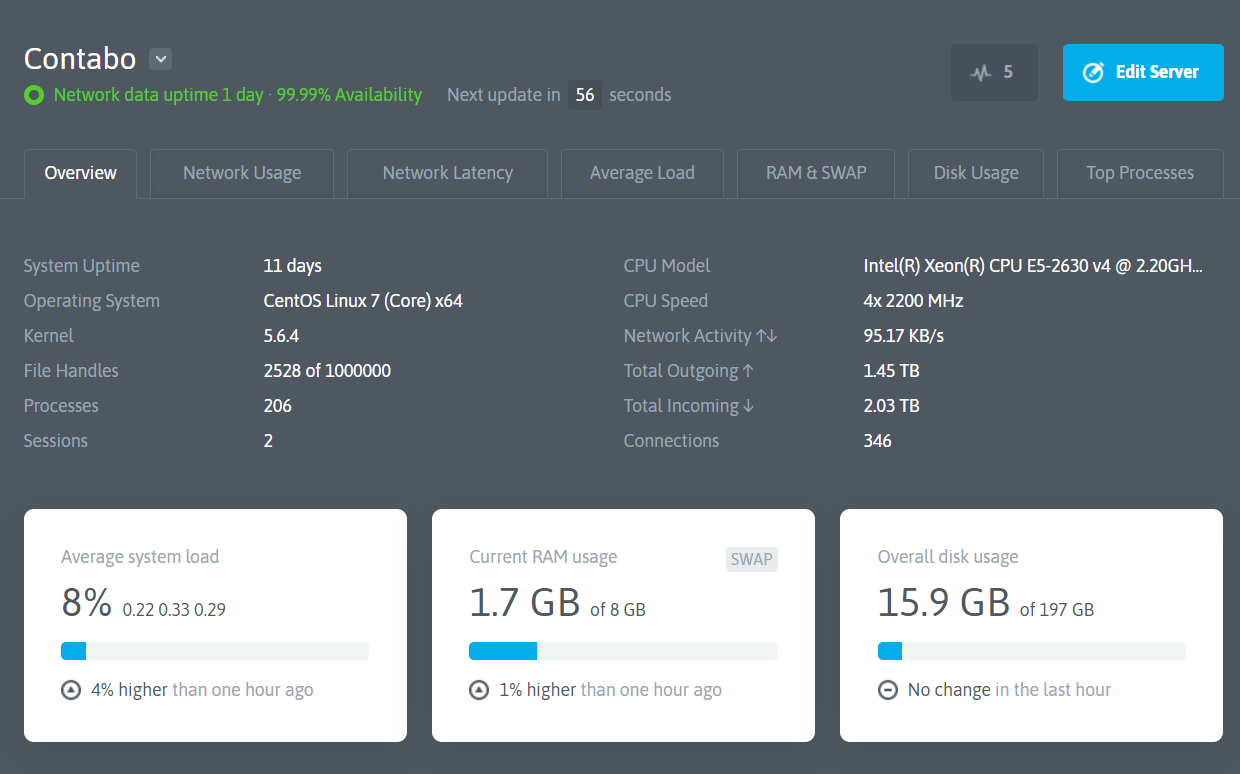 Contabo
5
Edit Server
Network data uptime 1 day · 99.99% Availability Next update in 56 seconds
Overview Network Usage Network Latency Average Load RAM & SWAP Disk Usage Top Processes
System Uptime 11 days CPU Model Intel(R) Xeon(R) CPU E5-2630 v4 @ 2.20GH...
Operating System CentOS Linux 7 (Core) x64 CPU Speed 4x 2200 MHz
Kernel 5.6.4 Network Activity ↑↓ 95.17 KB/s
File Handles 2528 of 1000000 Total Outgoing ↑ 1.45 TB
Processes 206 Total Incoming ↓ 2.03 TB
Sessions 2 Connections 346
Average system load
8% 0.22 0.33 0.29
4% higher than one hour ago
Current RAM usage SWAP
1.7 GB of 8 GB
1% higher than one hour ago
Overall disk usage
15.9 GB of 197 GB
No change in the last hour